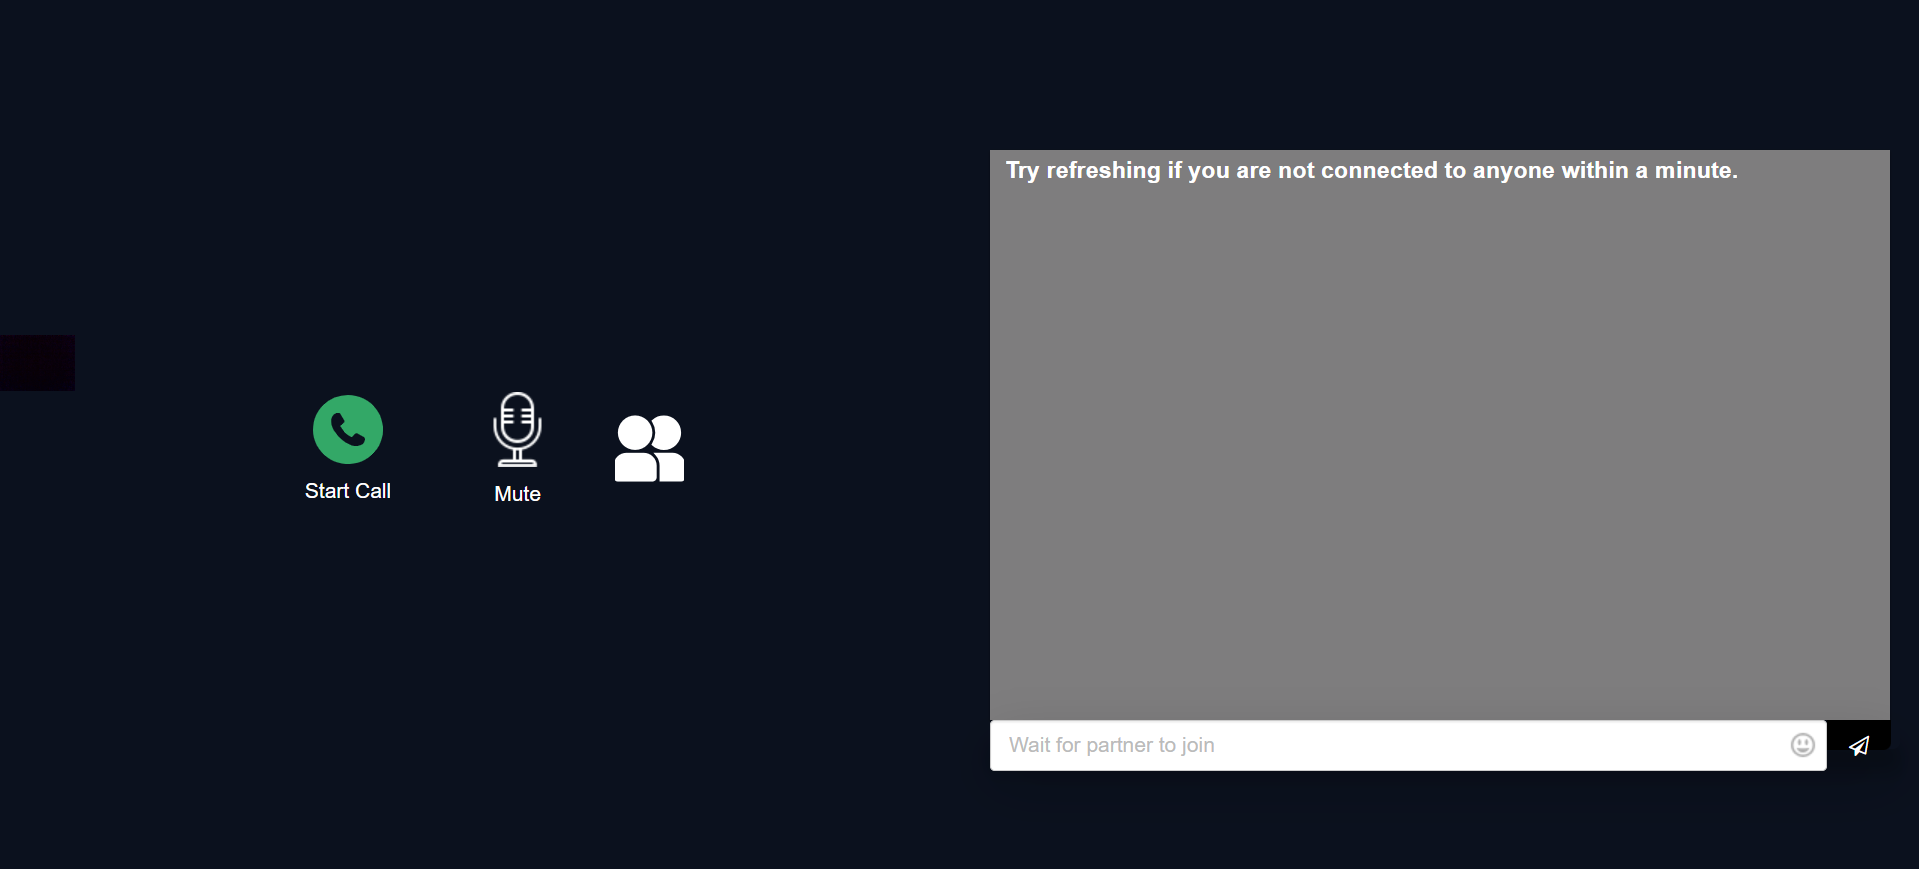 Try refreshing if you are not connected to anyone within a minute.
Start Call
Mute
Wait for partner to join